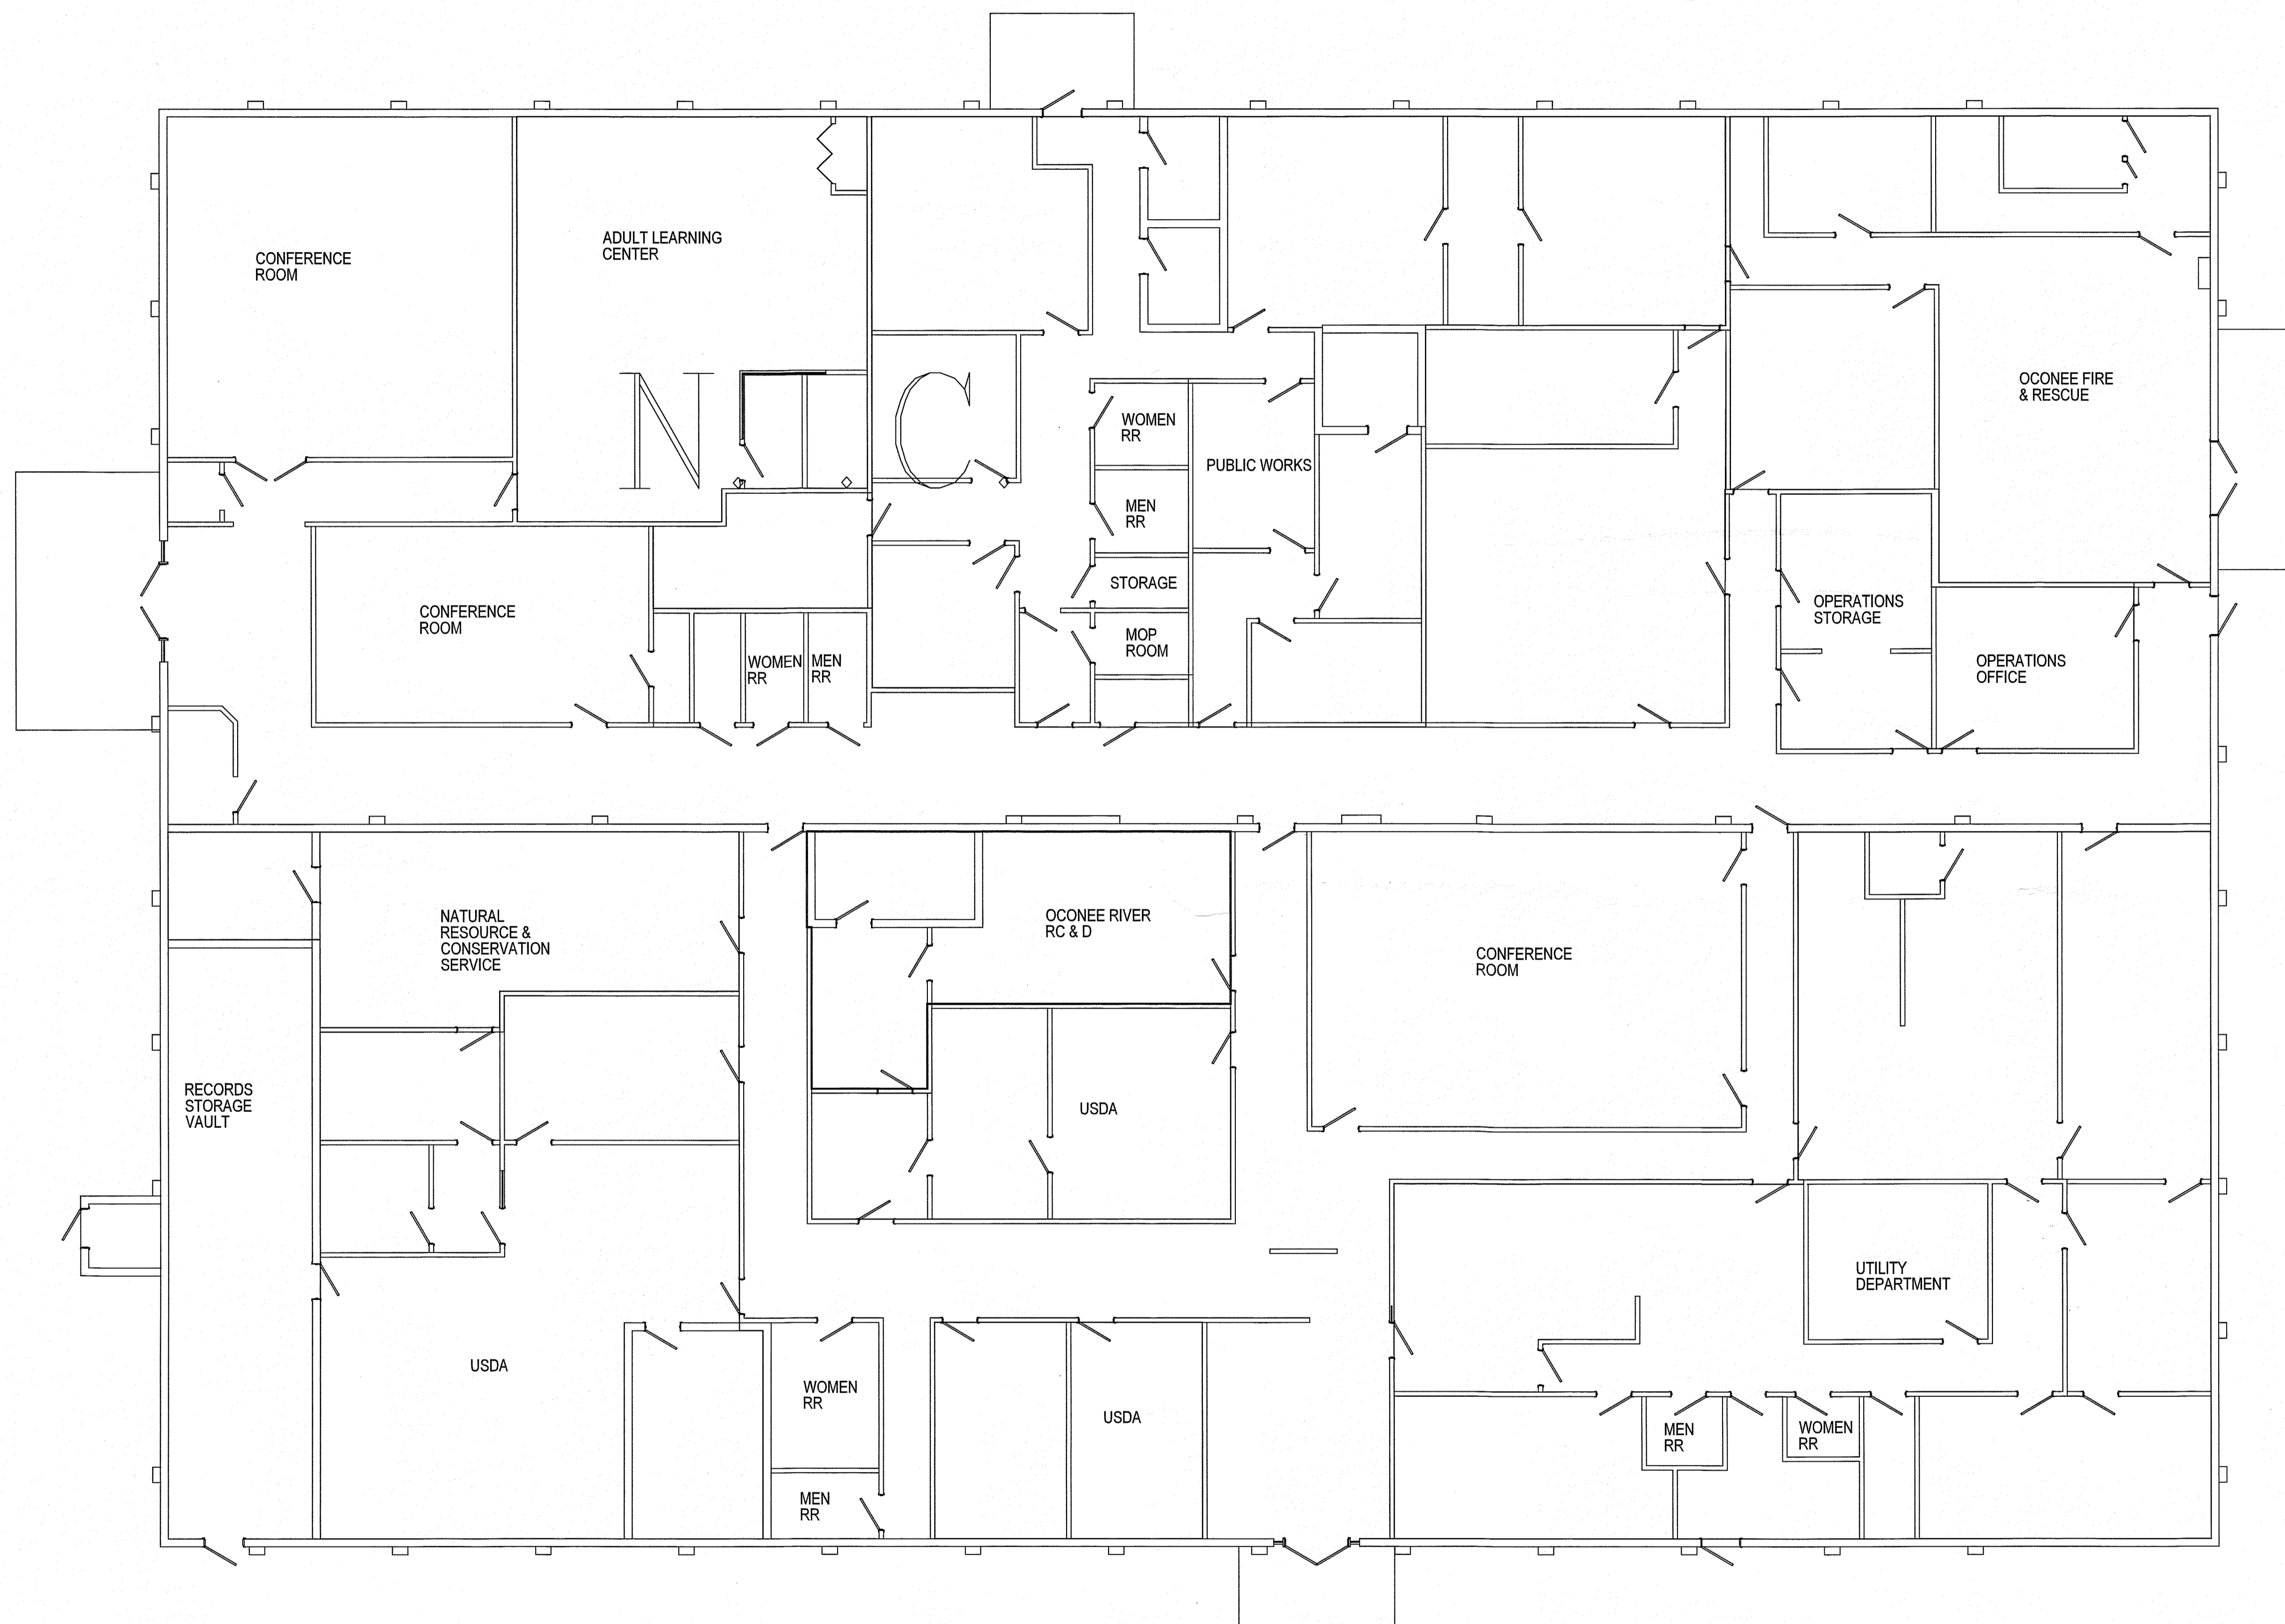 CONFERENCE
ROOM
ADULT LEARNING
CENTER
N
C
WOMEN
RR
MEN
RR
STORAGE
MOP
ROOM
PUBLIC WORKS
OCONEE FIRE
& RESCUE
CONFERENCE
ROOM
WOMEN
RR
MEN
RR
OPERATIONS
STORAGE
OPERATIONS
OFFICE
NATURAL
RESOURCE &
CONSERVATION
SERVICE
OCONEE RIVER
RC & D
CONFERENCE
ROOM
RECORDS
STORAGE
VAULT
USDA
UTILITY
DEPARTMENT
USDA
WOMEN
RR
MEN
RR
USDA
MEN
RR
WOMEN
RR